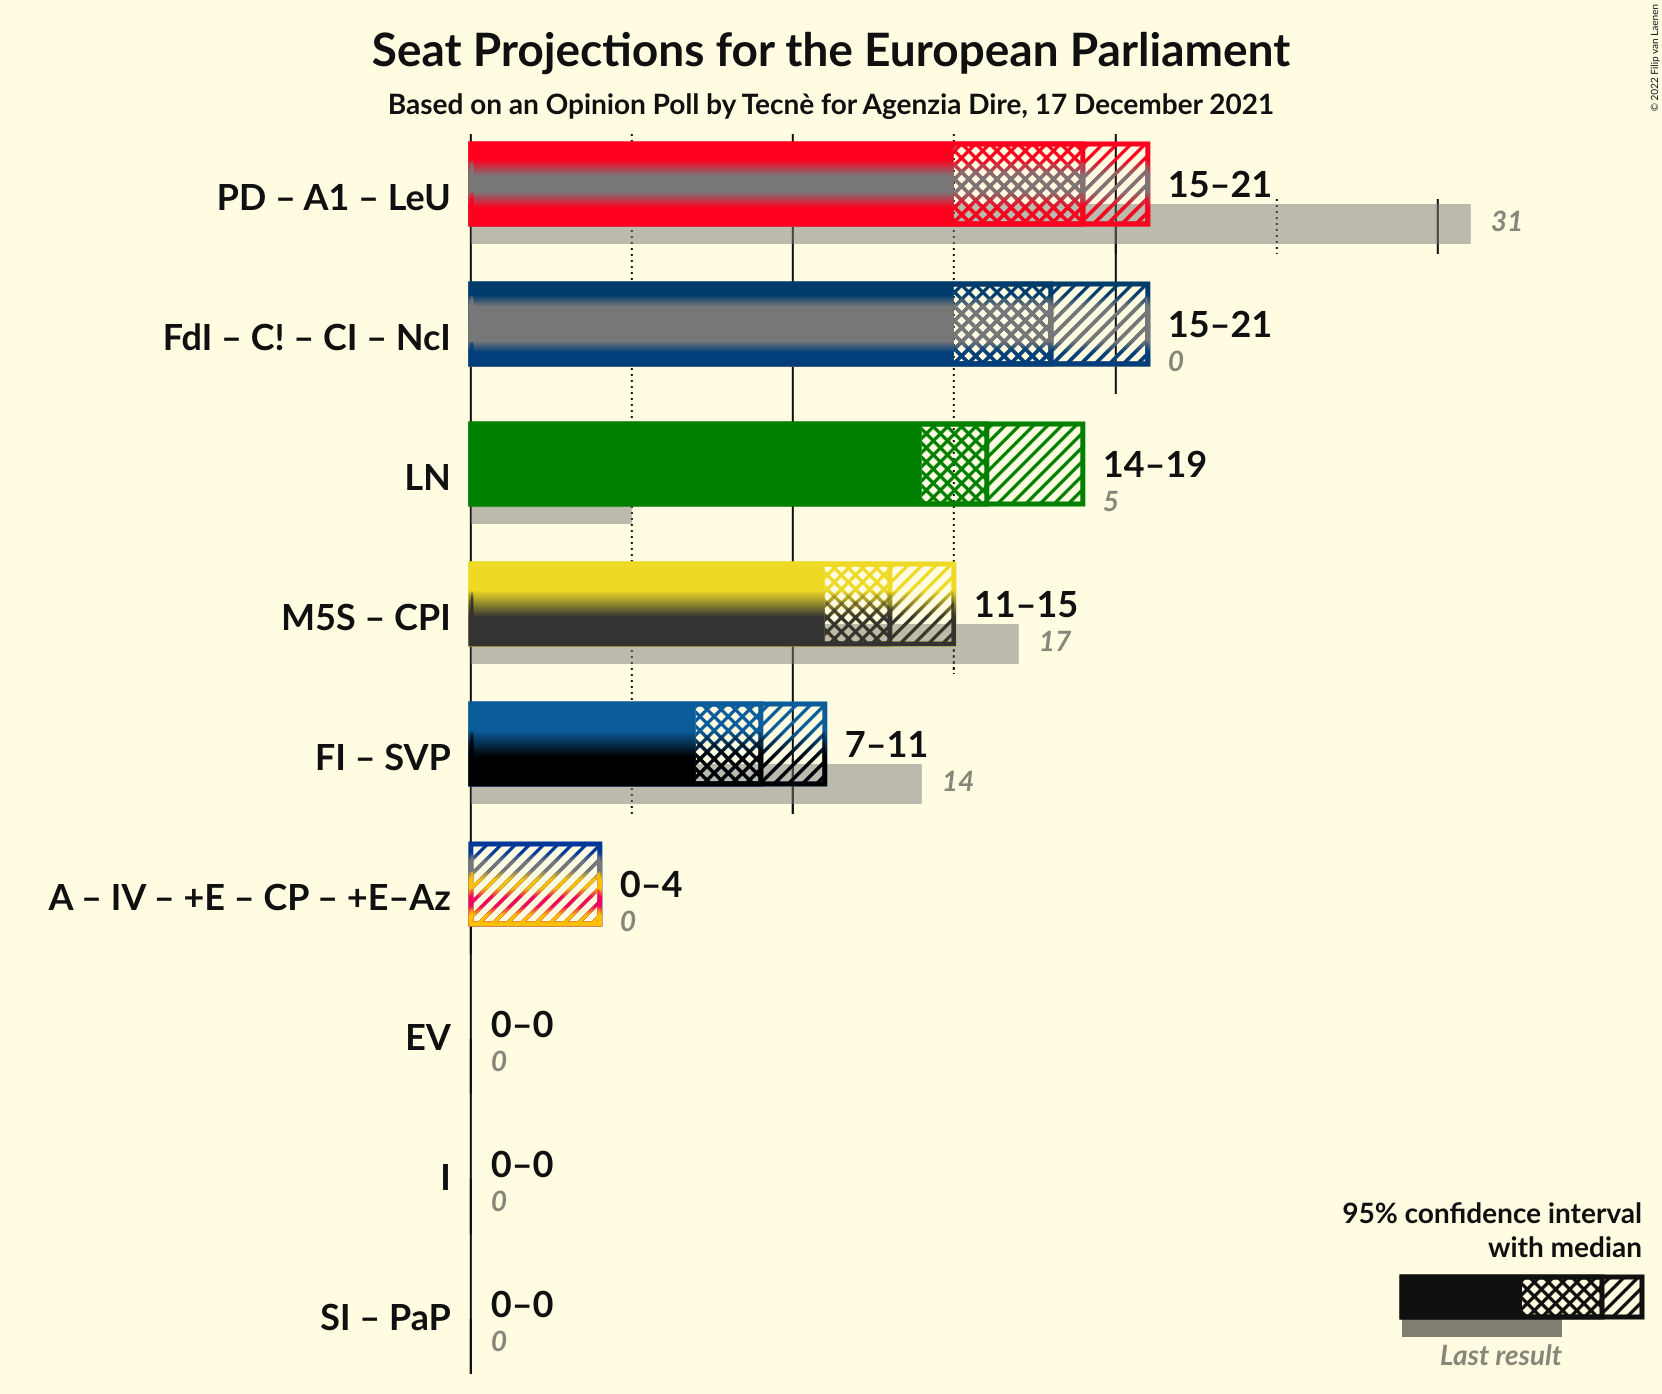 Seat Projections for the European Parliament
Based on an Opinion Poll by Tecnè for Agenzia Dire, 17 December 2021
© 2022 Filip van Laenen
PD – A1 – LeU
15–21
31
FdI – C! – CI – NcI
15–21
0
LN
14–19
5
M5S – CPI
11–15
17
FI – SVP
7–11
14
A – IV – +E – CP – +E–Az
0–4
0
EV
0–0
0
I
0–0
0
SI – PaP
0–0
0
95% confidence interval
with median
Last result